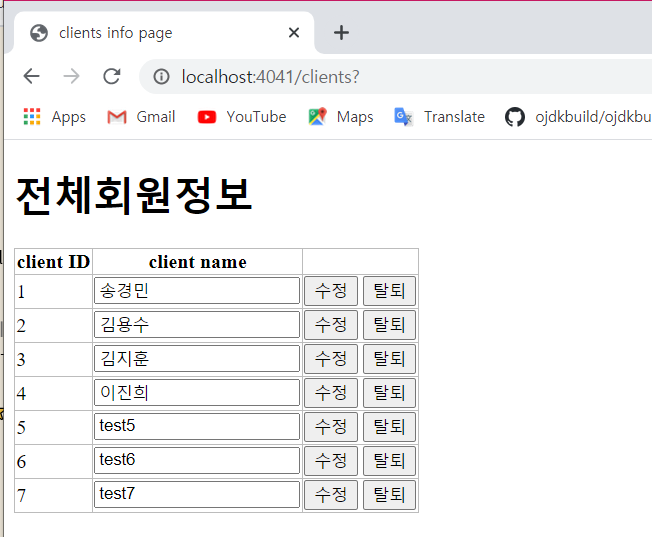 clients info page
localhost:4041/clients?
Apps Gmail YouTube Maps Translate ojdkbuild/ojdkbu
전체회원정보
client ID client name
1 송경민 수정 탈퇴
2 김용수 수정 탈퇴
3 김지훈 수정 탈퇴
4 이진희 수정 탈퇴
5 test5 수정 탈퇴
6 test6 수정 탈퇴
7 test7 수정 탈퇴